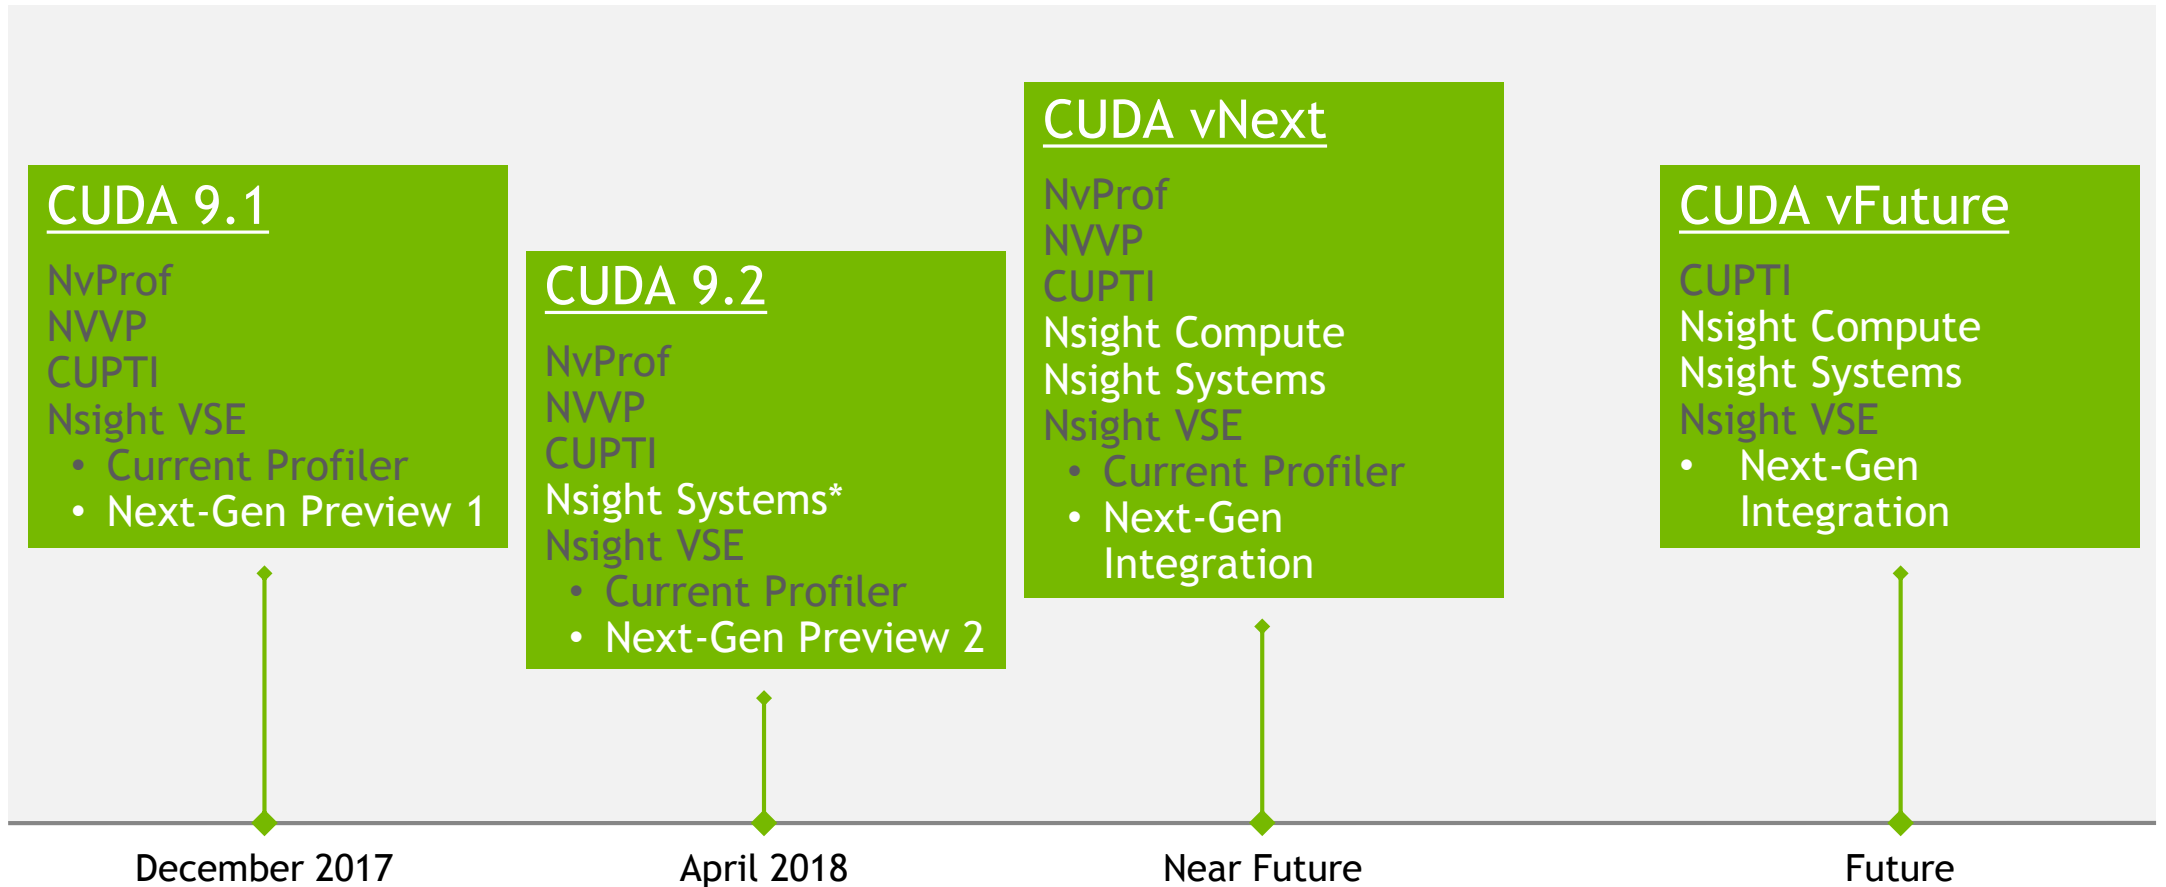 CUDA 9.1
NvProf
NVVP
CUPTI
Nsight VSE
• Current Profiler
• Next-Gen Preview 1
CUDA 9.2
NvProf
NVVP
CUPTI
Nsight Systems*
Nsight VSE
• Current Profiler
• Next-Gen Preview 2
CUDA vNext
NvProf
NVVP
CUPTI
Nsight Compute
Nsight Systems
Nsight VSE
• Current Profiler
• Next-Gen
Integration
CUDA vFuture
CUPTI
Nsight Compute
Nsight Systems
Nsight VSE
• Next-Gen
Integration
December 2017
April 2018
Near Future
Future